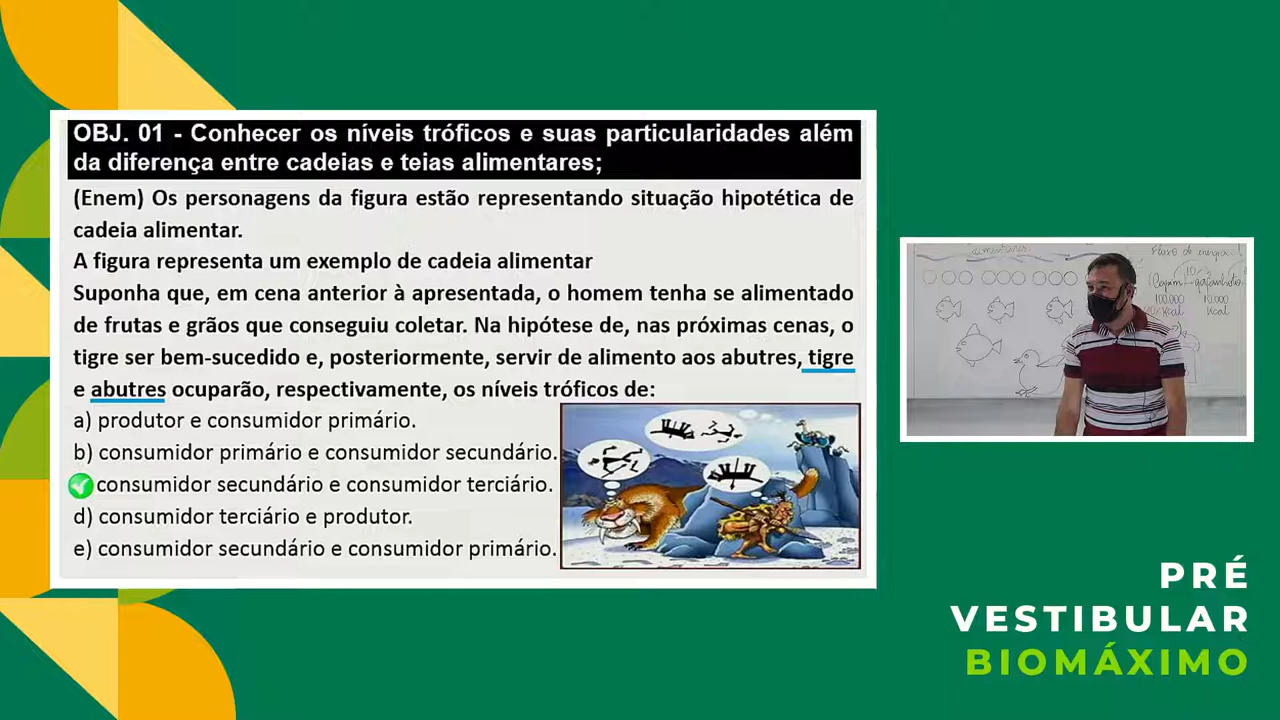 OBJ. 01 - Conhecer os níveis tróficos e suas particularidades além
da diferença entre cadeias e teias alimentares;
(Enem) Os personagens da figura estão representando situação hipotética de
cadeia alimentar.
A figura representa um exemplo de cadeia alimentar
Suponha que, em cena anterior à apresentada, o homem tenha se alimentado
de frutas e grãos que conseguiu coletar. Na hipótese de, nas próximas cenas, o
tigre ser bem-sucedido e, posteriormente, servir de alimento aos abutres, tigre
e abutres ocuparão, respectivamente, os níveis tróficos de:
a) produtor e consumidor primário.
b) consumidor primário e consumidor secundário.
consumidor secundário e consumidor terciário.
d) consumidor terciário e produtor.
e) consumidor secundário e consumidor primário.
Fluxo de energia
100.000
Kcal
10.000
Kcal
PRÉ
VESTIBULAR
BIOMÁXIMO